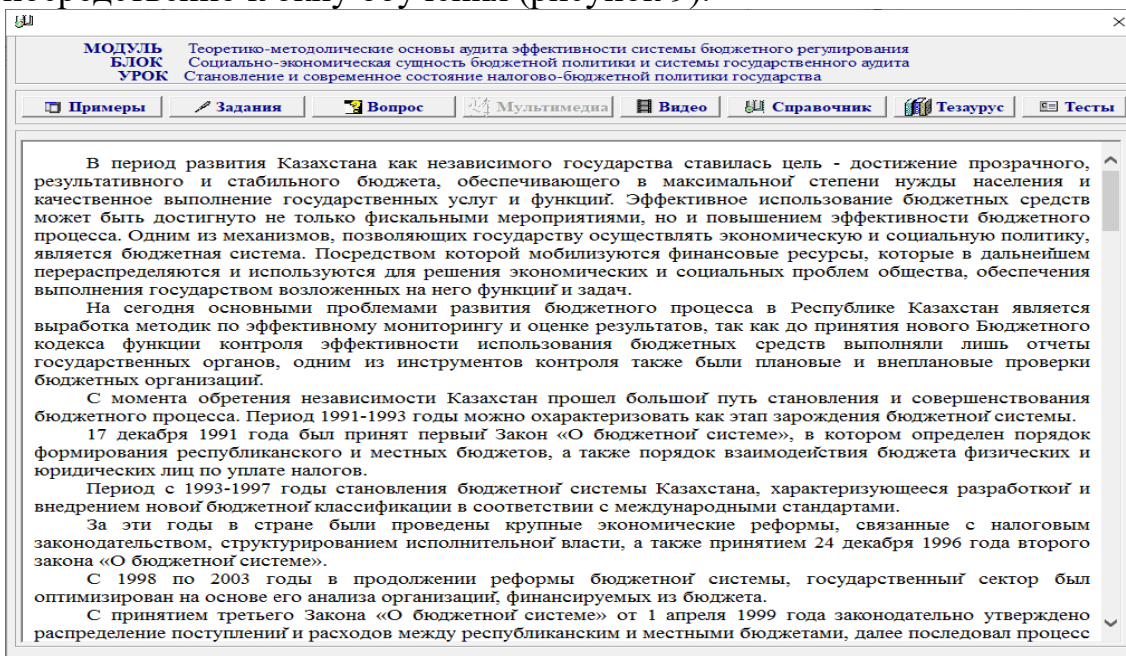 посредственно к окну обучения (рисунок 9).
МОДУЛЬ Теоретико-методолические основы аудита эффективности системы бюджетного регулирования
БЛОК Социально-экономическая сущность бюджетной политики и системы государственного аудита
УРОК Становление и современное состояние налогово-бюджетной политики государства
Примеры Задания Вопрос Мультимедиа Видео Справочник Тезаурус Тесты
В период развития Казахстана как независимого государства ставилась цель - достижение прозрачного,
результативного и стабильного бюджета, обеспечивающего в максимальной степени нужды населения и
качественное выполнение государственных услуг и функций. Эффективное использование бюджетных средств
может быть достигнуто не только фискальными мероприятиями, но и повышением эффективности бюджетного
процесса. Одним из механизмов, позволяющих государству осуществлять экономическую и социальную политику,
является бюджетная система. Посредством которой мобилизуются финансовые ресурсы, которые в дальнейшем
перераспределяются и используются для решения экономических и социальных проблем общества, обеспечения
выполнения государством возложенных на него функций и задач.
На сегодня основными проблемами развития бюджетного процесса в Республике Казахстан является
выработка методик по эффективному мониторингу и оценке результатов, так как до принятия нового Бюджетного
кодекса функции контроля эффективности использования бюджетных средств выполняли лишь отчеты
государственных органов, одним из инструментов контроля также были плановые и внеплановые проверки
бюджетных организаций.
С момента обретения независимости Казахстан прошел большой путь становления и совершенствования
бюджетного процесса. Период 1991-1993 годы можно охарактеризовать как этап зарождения бюджетной системы.
17 декабря 1991 года был принят первый Закон «О бюджетной системе», в котором определен порядок
формирования республиканского и местных бюджетов, а также порядок взаимодействия бюджета физических и
юридических лиц по уплате налогов.
Период с 1993-1997 годы становления бюджетной системы Казахстана, характеризующееся разработкой и
внедрением новой бюджетной классификации в соответствии с международными стандартами.
За эти годы в стране были проведены крупные экономические реформы, связанные с налоговым
законодательством, структурированием исполнительной власти, а также принятием 24 декабря 1996 года второго
закона «О бюджетной системе».
С 1998 по 2003 годы в продолжении реформы бюджетной системы, государственный сектор был
оптимизирован на основе его анализа организаций, финансируемых из бюджета.
С принятием третьего Закона «О бюджетной системе» от 1 апреля 1999 года законодательно утверждено
распределение поступлений и расходов между республиканским и местными бюджетами, далее последовал процесс